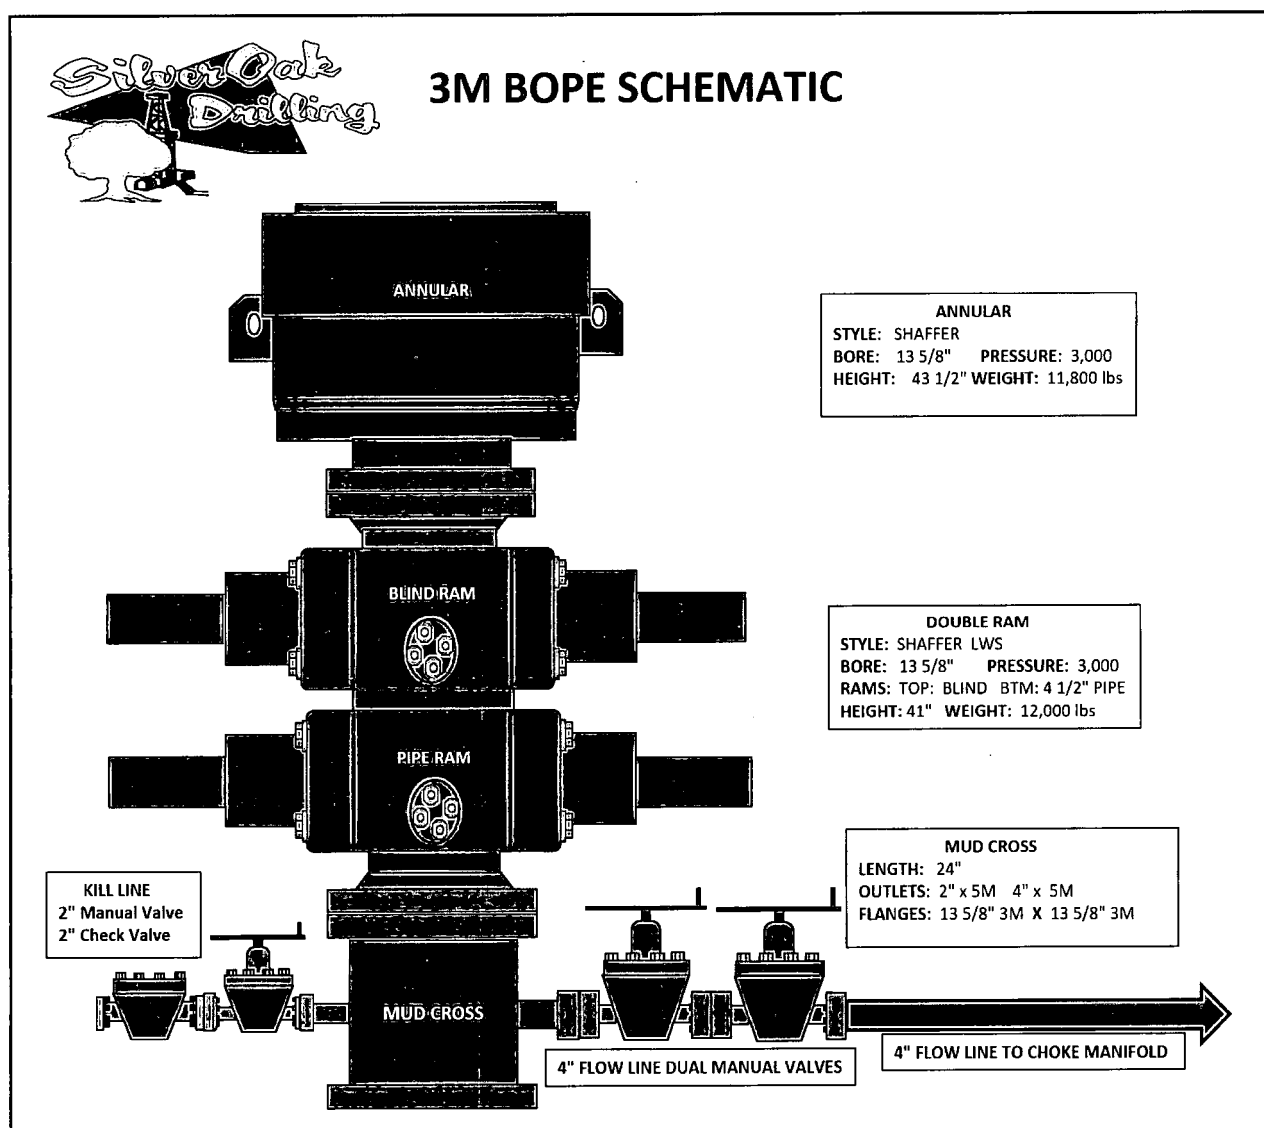 Silver Oak
Drilling
3M BOPE SCHEMATIC
ANNULAR
ANNULAR
STYLE: SHAFFER
BORE: 13 5/8" PRESSURE: 3,000
HEIGHT: 43 1/2" WEIGHT: 11,800 lbs
BLIND RAM
DOUBLE RAM
STYLE: SHAFFER LWS
BORE: 13 5/8" PRESSURE: 3,000
RAMS: TOP: BLIND BTM: 4 1/2" PIPE
HEIGHT: 41" WEIGHT: 12,000 lbs
PIPE RAM
MUD CROSS
LENGTH: 24"
OUTLETS: 2" x 5M 4" x 5M
FLANGES: 13 5/8" 3M X 13 5/8" 3M
KILL LINE
2" Manual Valve
2" Check Valve
MUD CROSS
4" FLOW LINE DUAL MANUAL VALVES
4" FLOW LINE TO CHOKE MANIFOLD